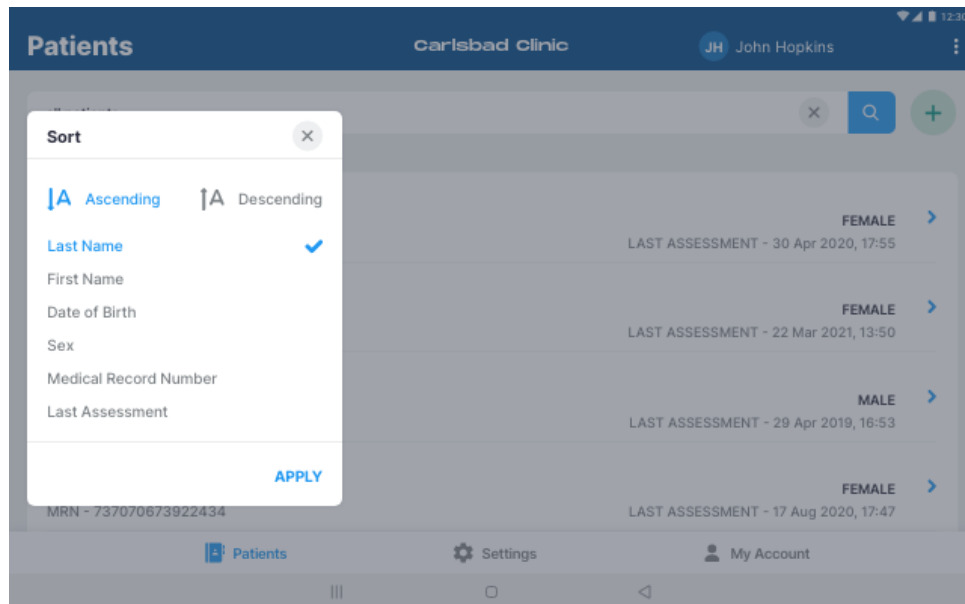 12:30
Patients
Carlsbad Clinic
JH John Hopkins
Sort
A Ascending
A Descending
Last Name
First Name
Date of Birth
Sex
Medical Record Number
Last Assessment
APPLY
FEMALE
LAST ASSESSMENT - 30 Apr 2020, 17:55
FEMALE
LAST ASSESSMENT - 22 Mar 2021, 13:50
MALE
LAST ASSESSMENT - 29 Apr 2019, 16:53
FEMALE
MRN - 737070673922434
LAST ASSESSMENT - 17 Aug 2020, 17:47
Patients
Settings
My Account